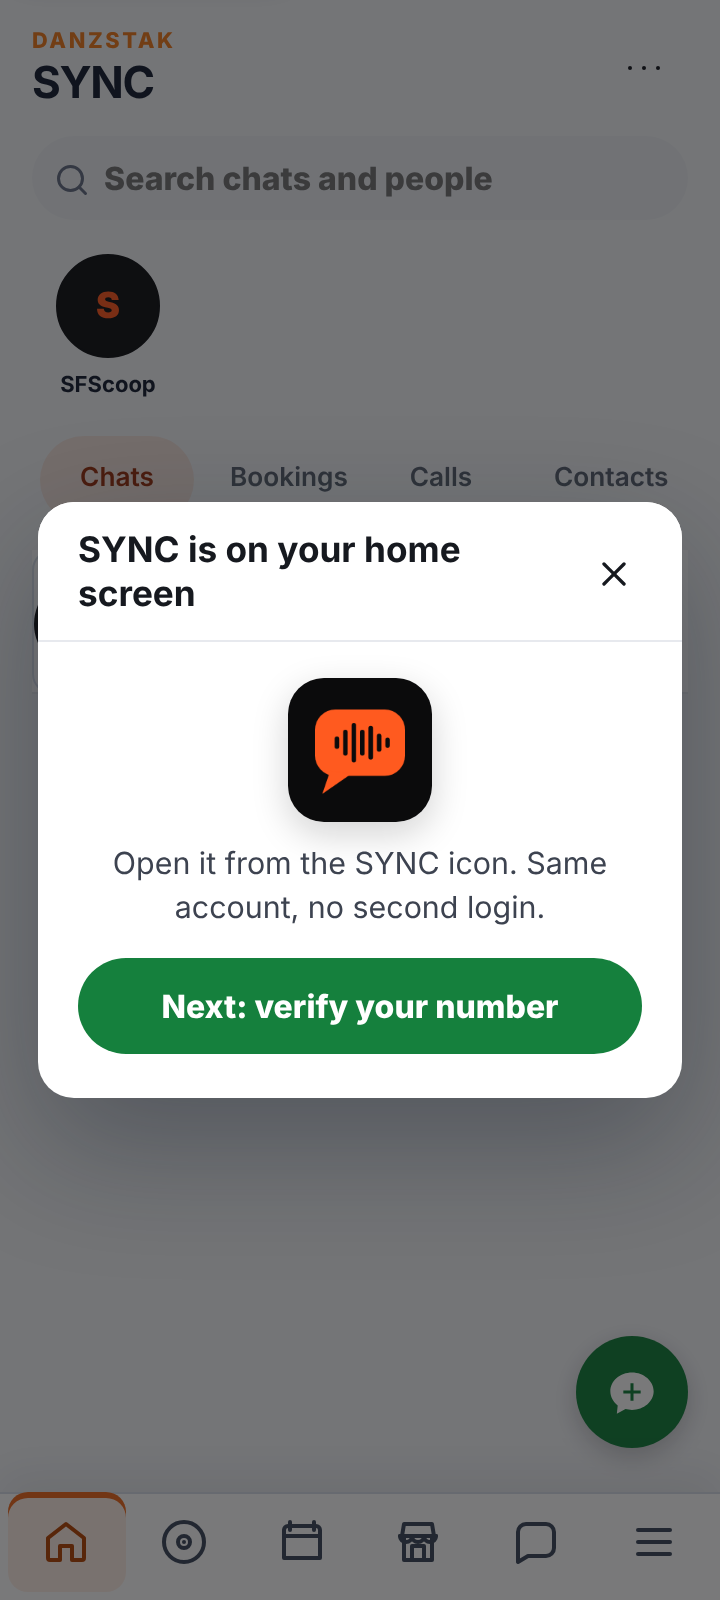 DANZSTAK
SYNC
Search chats and people
S
SFScoop
Chats Bookings Calls Contacts
SYNC is on your home
screen
Open it from the SYNC icon. Same
account, no second login.
Next: verify your number